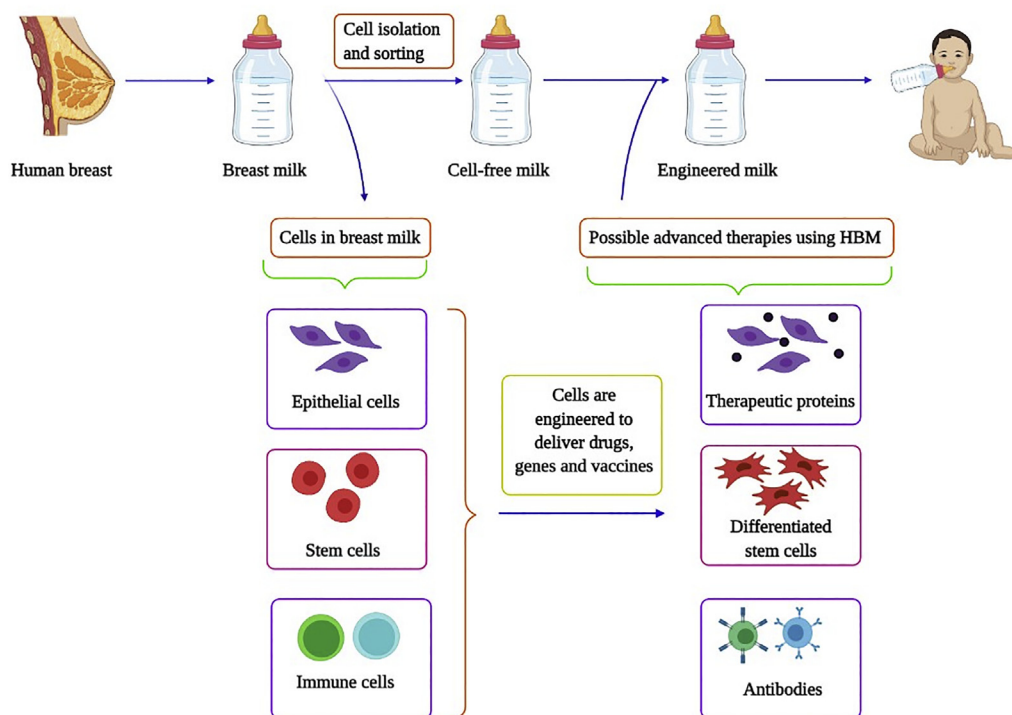 Cell isolation
and sorting
Human breast
Breast milk
Cell-free milk
Engineered milk
Cells in breast milk
Possible advanced therapies using HBM
Epithelial cells
Cells are
engineered to
deliver drugs,
genes and vaccines
Therapeutic proteins
Stem cells
Differentiated
stem cells
Immune cells
Antibodies